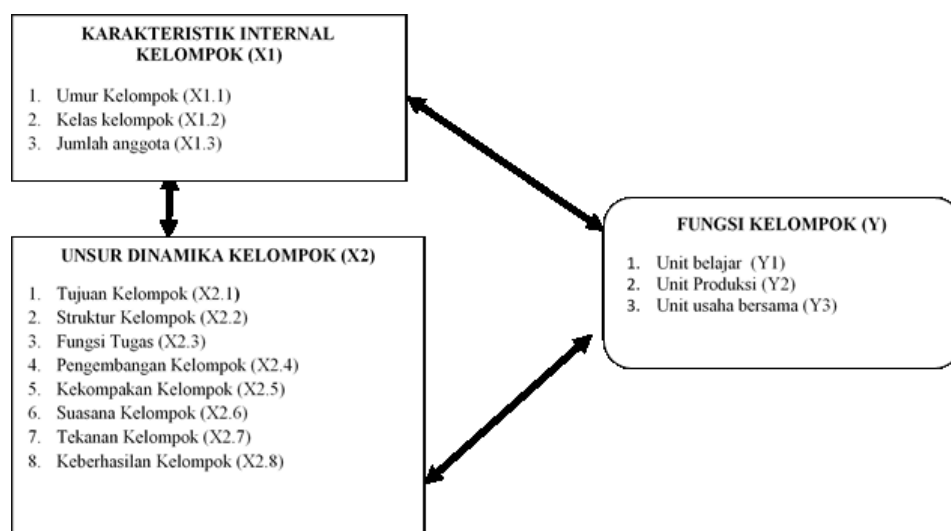 KARAKTERISTIK INTERNAL
KELOMPOK (X1)
1. Umur Kelompok (X1.1)
2. Kelas kelompok (X1.2)
3. Jumlah anggota (X1.3)
UNSUR DINAMIKA KELOMPOK (X2)
1. Tujuan Kelompok (X2.1)
2. Struktur Kelompok (X2.2)
3. Fungsi Tugas (X2.3)
4. Pengembangan Kelompok (X2.4)
5. Kekompakan Kelompok (X2.5)
6. Suasana Kelompok (X2.6)
7. Tekanan Kelompok (X2.7)
8. Keberhasilan Kelompok (X2.8)
FUNGSI KELOMPOK (Y)
1. Unit belajar (Y1)
2. Unit Produksi (Y2)
3. Unit usaha bersama (Y3)